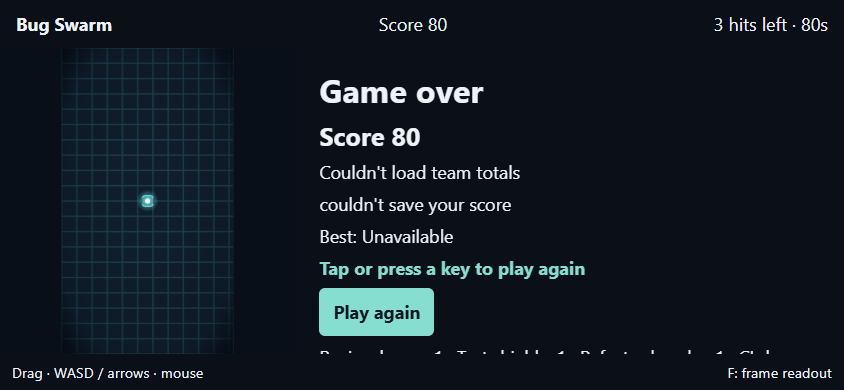 Bug Swarm
Score 80
3 hits left · 80s
Game over
Score 80
Couldn't load team totals
couldn't save your score
Best: Unavailable
Tap or press a key to play again
Play again
Drag · WASD / arrows · mouse
F: frame readout